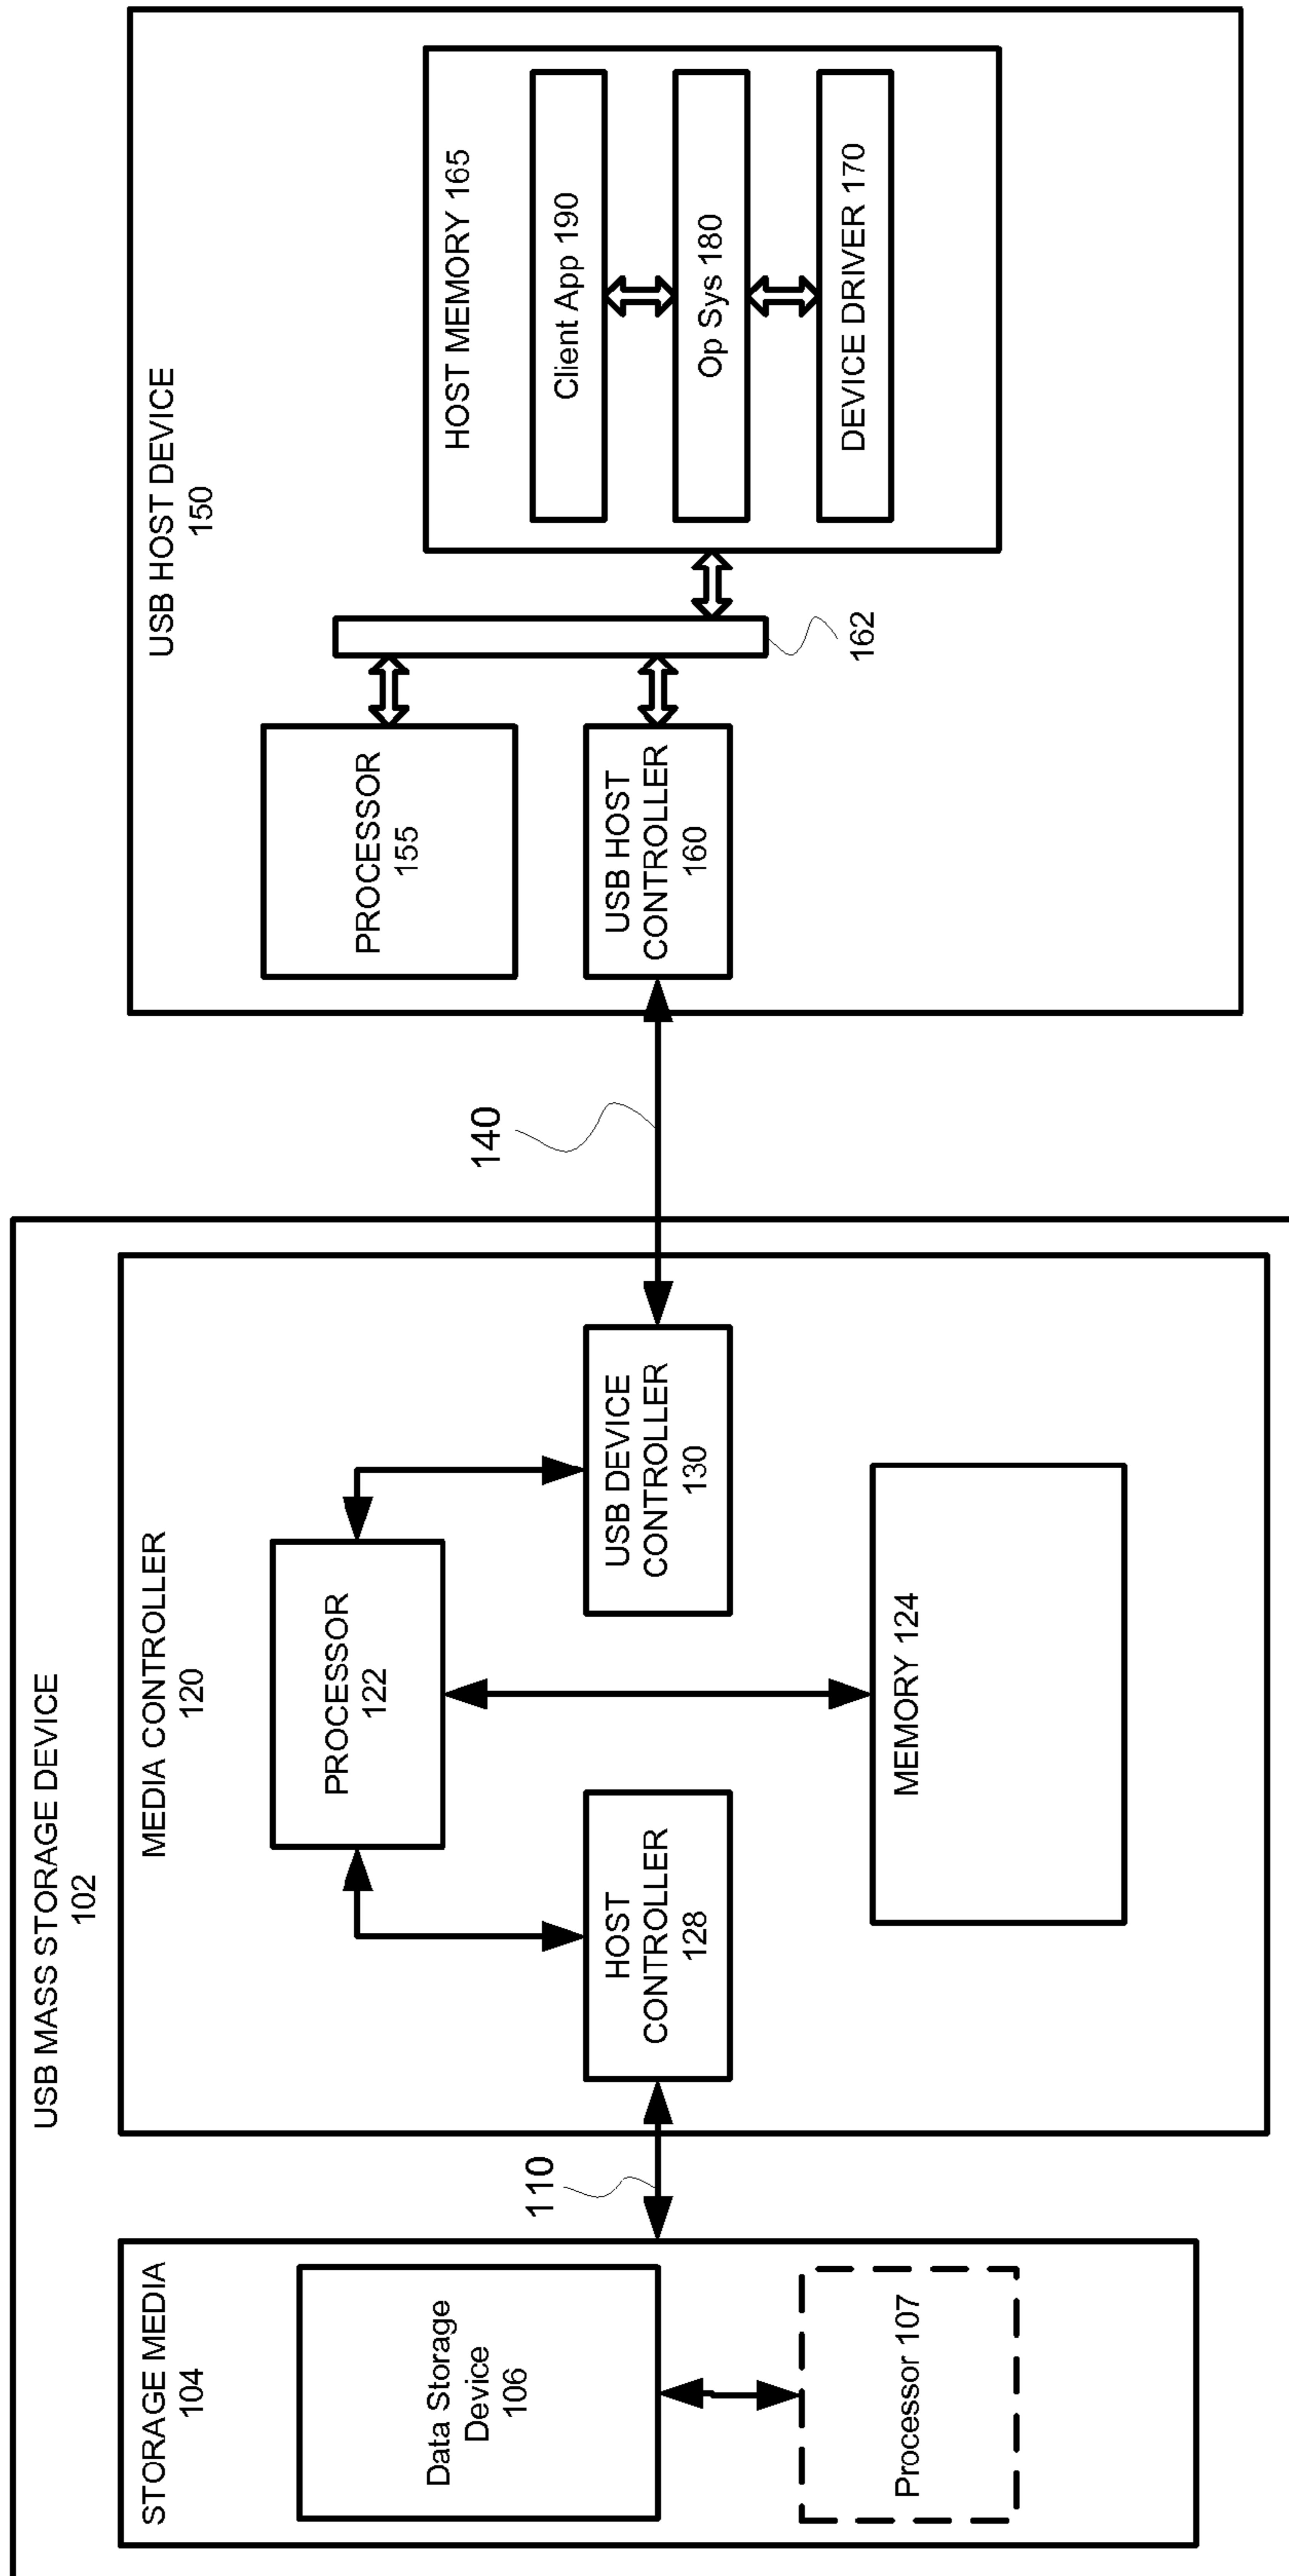 USB MASS STORAGE DEVICE
102
STORAGE MEDIA
104
Data Storage
Device
106
Processor 107
110
MEDIA CONTROLLER
120
PROCESSOR
122
HOST
CONTROLLER
128
USB DEVICE
CONTROLLER
130
MEMORY 124
140
USB HOST DEVICE
150
PROCESSOR
155
USB HOST
CONTROLLER
160
162
HOST MEMORY 165
Client App 190
Op Sys 180
DEVICE DRIVER 170